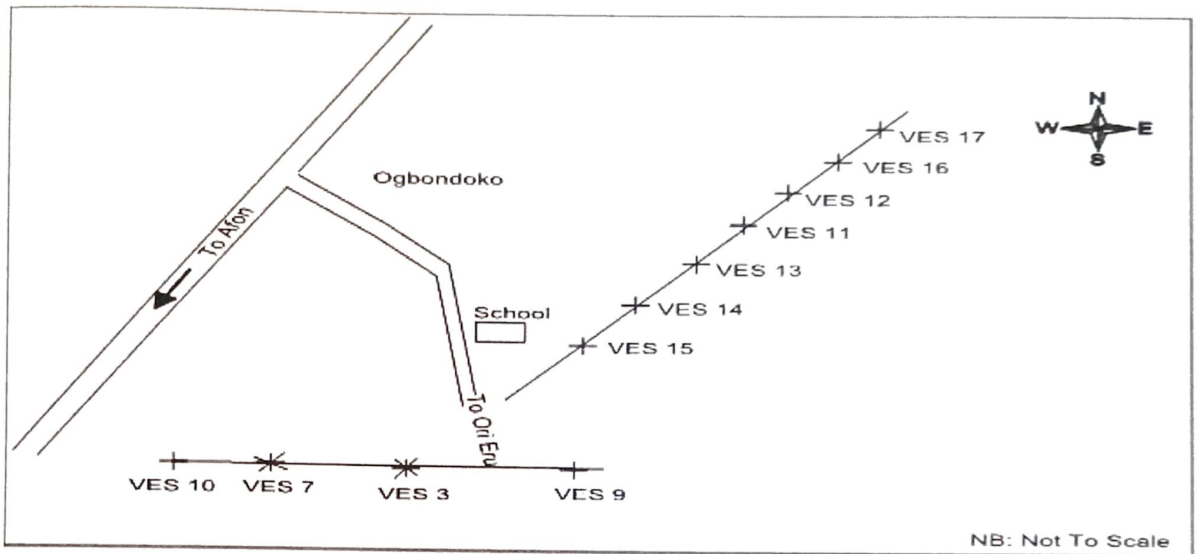 N
W E
S
VES 17
VES 16
Ogbondoko
VES 12
To Afon
VES 11
VES 13
School
VES 14
VES 15
To Ori Eru
VES 10 VES 7 VES 3 VES 9
NB: Not To Scale